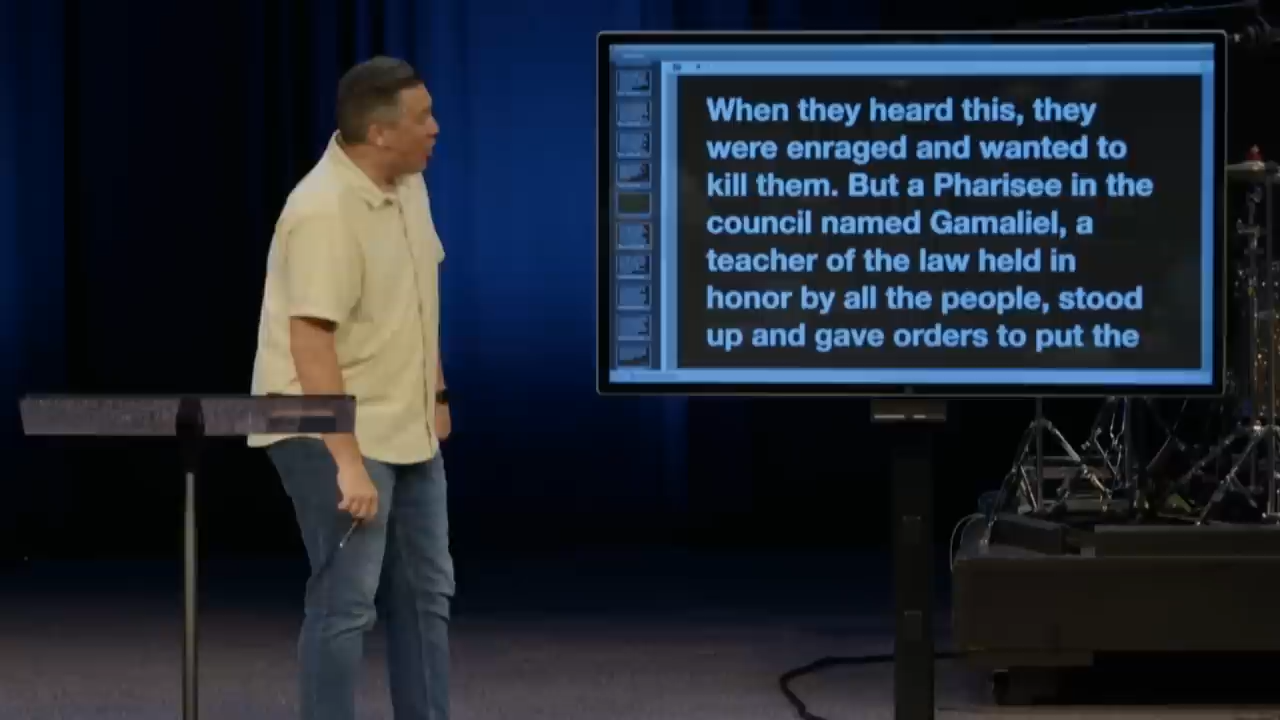 When they heard this, they
were enraged and wanted to
kill them. But a Pharisee in the
council named Gamaliel, a
teacher of the law held in
honor by all the people, stood
up and gave orders to put the